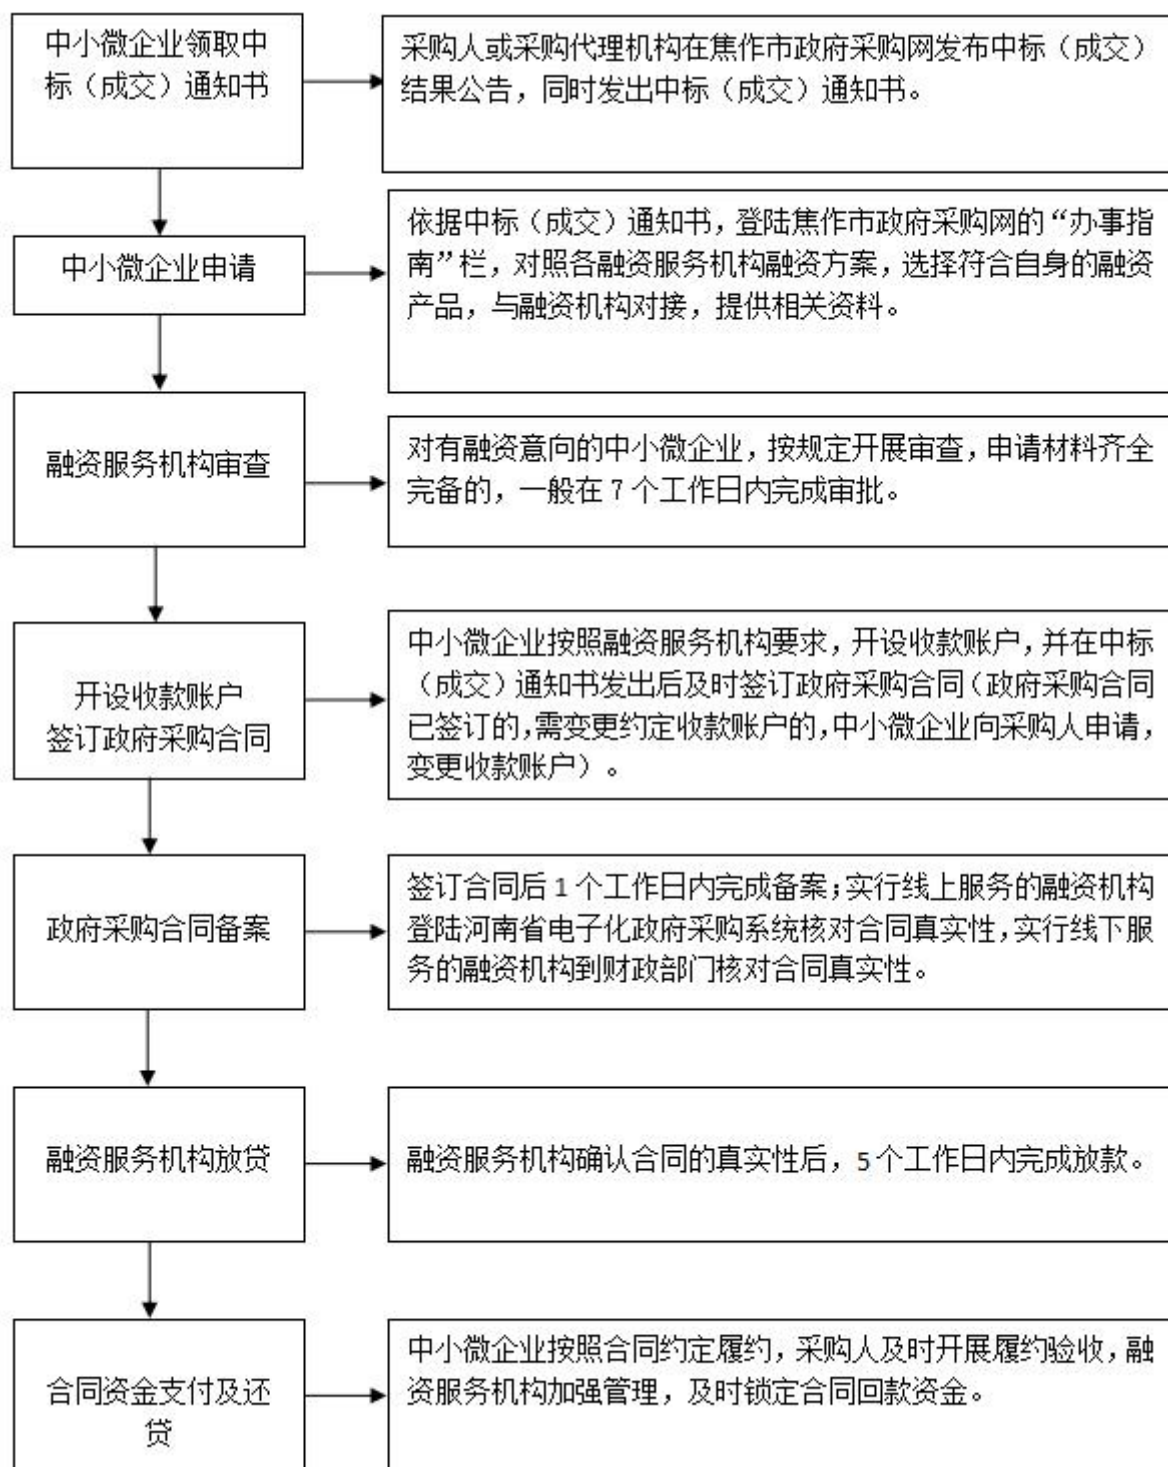 中小微企业领取中
标（成交）通知书
采购人或采购代理机构在焦作市政府采购网发布中标（成交）
结果公告，同时发出中标（成交）通知书。
中小微企业申请
依据中标（成交）通知书，登陆焦作市政府采购网的“办事指
南”栏，对照各融资服务机构融资方案，选择符合自身的融资
产品，与融资机构对接，提供相关资料。
融资服务机构审查
对有融资意向的中小微企业，按规定开展审查，申请材料齐全
完备的，一般在7个工作日内完成审批。
开设收款账户
签订政府采购合同
中小微企业按照融资服务机构要求，开设收款账户，并在中标
（成交）通知书发出后及时签订政府采购合同（政府采购合同
已签订的，需变更约定收款账户的，中小微企业向采购人申请，
变更收款账户）。
政府采购合同备案
签订合同后1个工作日内完成备案；实行线上服务的融资机构
登陆河南省电子化政府采购系统核对合同真实性，实行线下服
务的融资机构到财政部门核对合同真实性。
融资服务机构放贷
融资服务机构确认合同的真实性后，5个工作日内完成放款。
合同资金支付及还
贷
中小微企业按照合同约定履约，采购人及时开展履约验收，融
资服务机构加强管理，及时锁定合同回款资金。